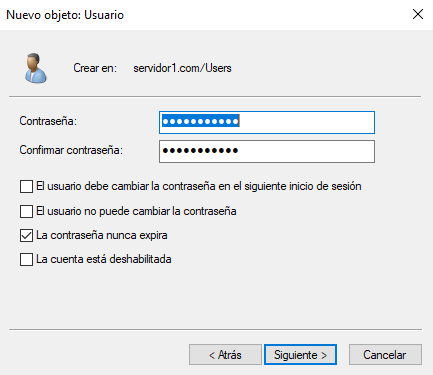 Nuevo objeto: Usuario
Crear en: servidor1.com/Users
Contraseña: ●●●●●●●●●●●
Confirmar contraseña: ●●●●●●●●●●●
El usuario debe cambiar la contraseña en el siguiente inicio de sesión
El usuario no puede cambiar la contraseña
La contraseña nunca expira
La cuenta está deshabilitada
< Atrás Siguiente > Cancelar